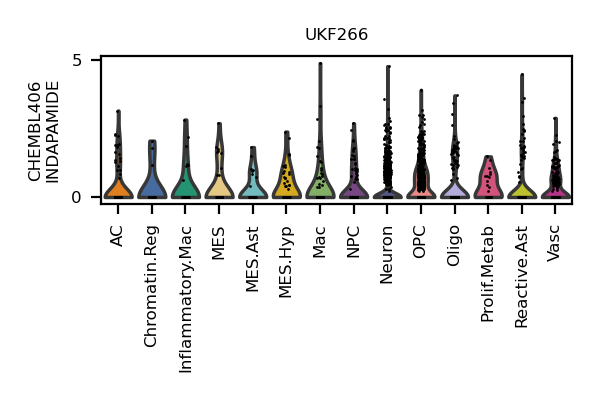 UKF266
CHEMBL406
INDAPAMIDE
5
0
AC
Chromatin.Reg
Inflammatory.Mac
MES
MES.Ast
MES.Hyp
Mac
NPC
Neuron
OPC
Oligo
Prolif.Metab
Reactive.Ast
Vasc